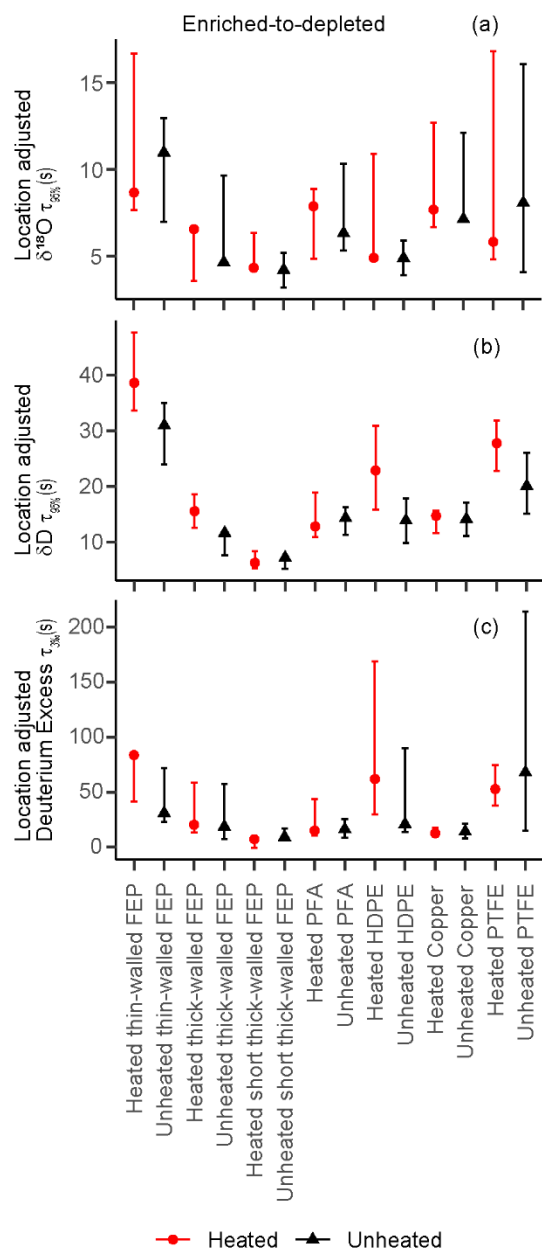 Enriched-to-depleted
(a)
Location adjusted
δ¹⁸O τ₉₅%(s)
15
10
5
(b)
Location adjusted
δD τ₉₅%(s)
40
30
20
10
(c)
Location adjusted
Deuterium Excess τ₃‰(s)
200
150
100
50
0
Heated thin-walled FEP
Unheated thin-walled FEP
Heated thick-walled FEP
Unheated thick-walled FEP
Heated short thick-walled FEP
Unheated short thick-walled FEP
Heated PFA
Unheated PFA
Heated HDPE
Unheated HDPE
Heated Copper
Unheated Copper
Heated PTFE
Unheated PTFE
Heated
Unheated